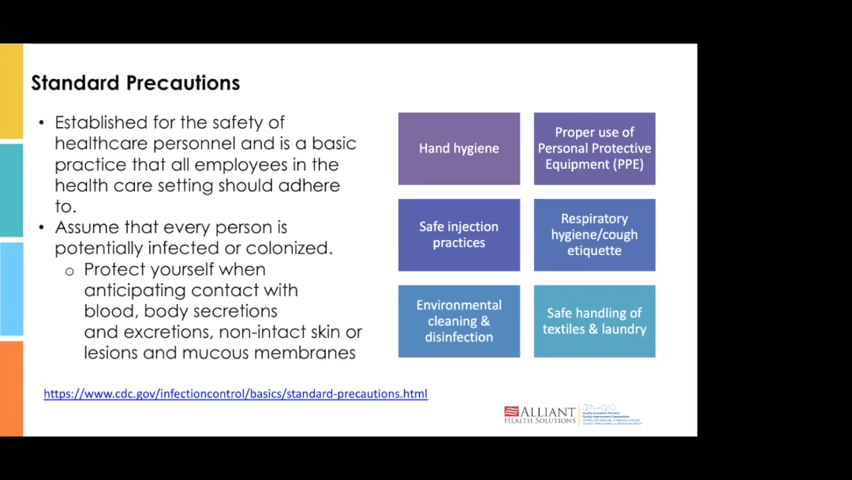 Standard Precautions
• Established for the safety of
healthcare personnel and is a basic
practice that all employees in the
health care setting should adhere
to.
• Assume that every person is
potentially infected or colonized.
o Protect yourself when
anticipating contact with
blood, body secretions
and excretions, non-intact skin or
lesions and mucous membranes
Hand hygiene
Proper use of
Personal Protective
Equipment (PPE)
Safe injection
practices
Respiratory
hygiene/cough
etiquette
Environmental
cleaning &
disinfection
Safe handling of
textiles & laundry
https://www.cdc.gov/infectioncontrol/basics/standard-precautions.html
ALLIANT
HEALTH SOLUTIONS
QIN-QIO